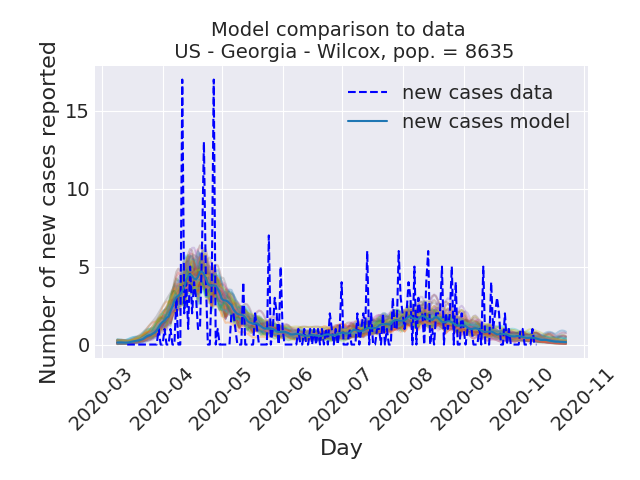 Model comparison to data
US - Georgia - Wilcox, pop. = 8635
Number of new cases reported
15
10
5
0
new cases data
new cases model
2020-03
2020-04
2020-05
2020-06
2020-07
2020-08
2020-09
2020-10
2020-11
Day